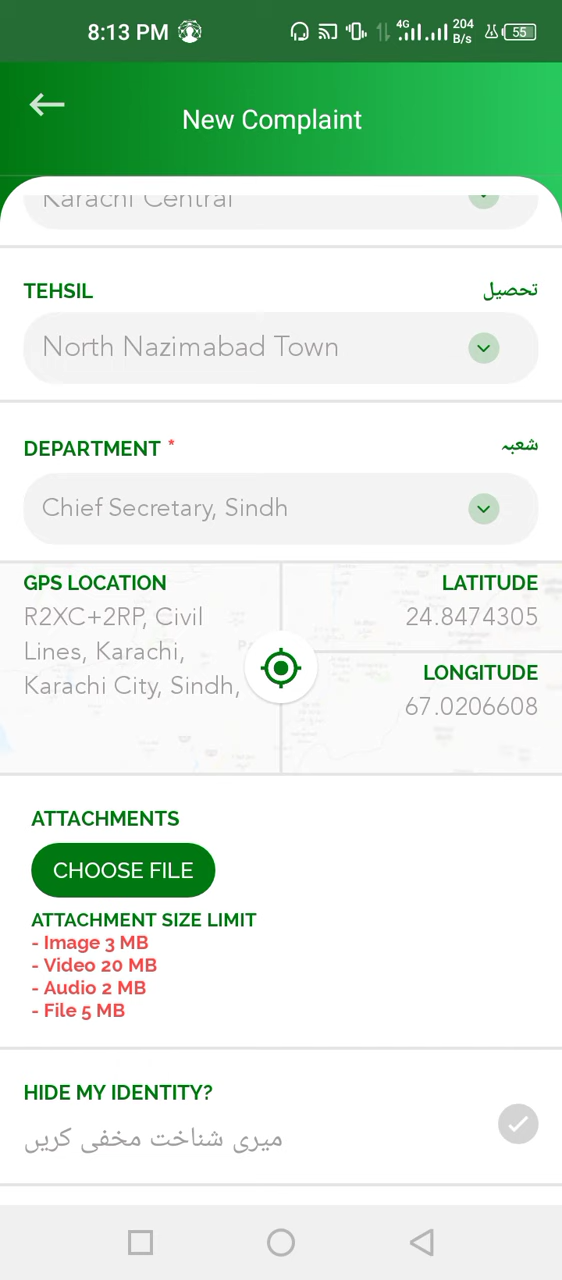 8:13 PM 4G 204 B/s 55
New Complaint
Karachi Central
TEHSIL تحصیل
North Nazimabad Town
DEPARTMENT * شعبہ
Chief Secretary, Sindh
GPS LOCATION
R2XC+2RP, Civil
Lines, Karachi,
Karachi City, Sindh,
LATITUDE
24.8474305
LONGITUDE
67.0206608
ATTACHMENTS
CHOOSE FILE
ATTACHMENT SIZE LIMIT
- Image 3 MB
- Video 20 MB
- Audio 2 MB
- File 5 MB
HIDE MY IDENTITY?
میری شناخت مخفی کریں